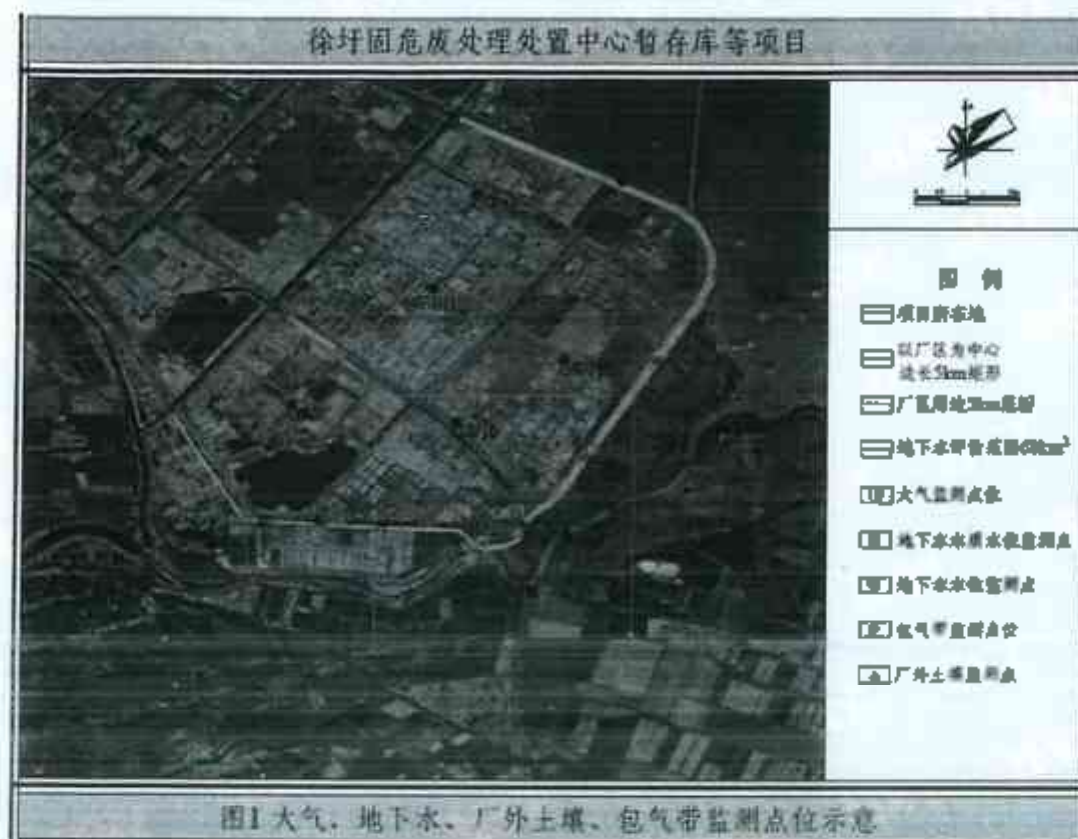 徐圩固危废处理处置中心暂存库等项目
图 例
项目所在地
以厂区为中心
边长5km矩形
大气监测点位
地下水水质水位监测点
地下水水位监测点
包气带监测点位
厂外土壤监测点
图1 大气、地下水、厂外土壤、包气带监测点位示意